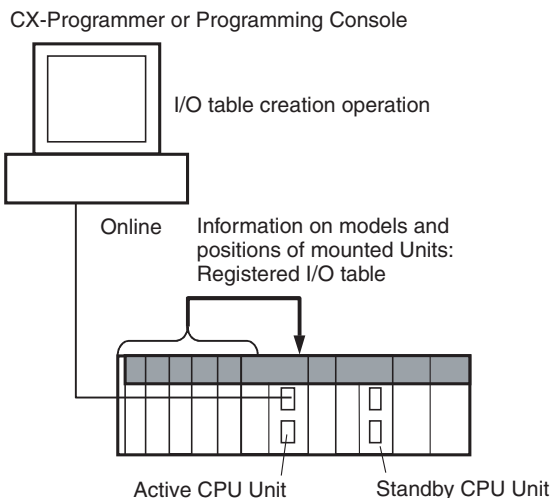 CX-Programmer or Programming Console
I/O table creation operation
Online
Information on models and
positions of mounted Units:
Registered I/O table
Active CPU Unit
Standby CPU Unit